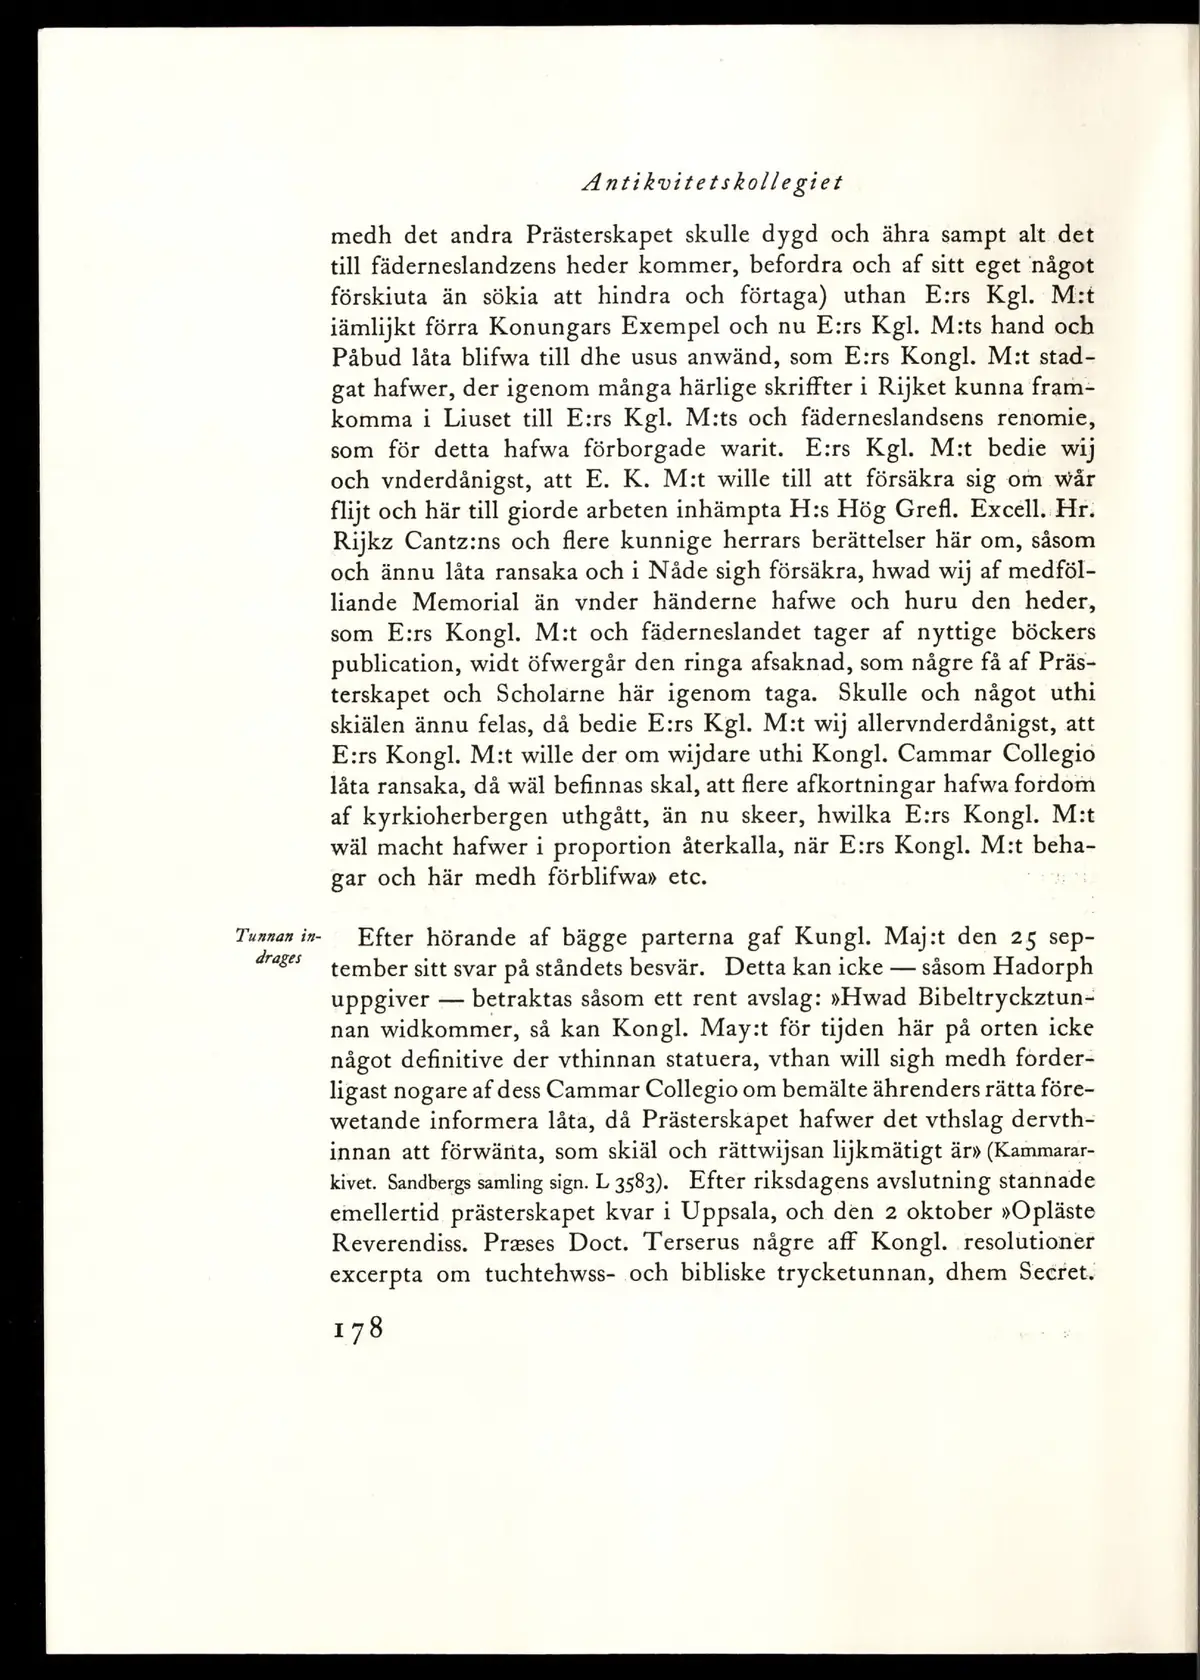 Antikvitetskollegiet
medh det andra Prästerskapet skulle dygd och ähra sampt alt det
till fäderneslandzens heder kommer, befordra och af sitt eget något
förskiuta än sökia att hindra och förtaga) uthan E:rs Kgl. M:t
iämlijkt förra Konungars Exempel och nu E:rs Kgl. M:ts hand och
Påbud låta blifwa till dhe usus anwänd, som E:rs Kongl. M:t stad-
gat hafwer, der igenom många härlige skriffter i Rijket kunna fram-
komma i Liuset till E:rs Kgl. M:ts och fäderneslandsens renomie,
som för detta hafwa förborgade warit. E:rs Kgl. M:t bedie wij
och vnderdånigst, att E. K. M:t wille till att försäkra sig om wår
flijt och här till giorde arbeten inhämpta H:s Hög Grefl. Excell. Hr.
Rijkz Cantz:ns och flere kunnige herrars berättelser här om, såsom
och ännu låta ransaka och i Nåde sigh försäkra, hwad wij af medföl-
liande Memorial än vnder händerne hafwe och huru den heder,
som E:rs Kongl. M:t och fäderneslandet tager af nyttige böckers
publication, widt öfwergår den ringa afsaknad, som någre få af Präs-
terskapet och Scholarne här igenom taga. Skulle och något uthi
skiälen ännu felas, då bedie E:rs Kgl. M:t wij allervnderdånigst, att
E:rs Kongl. M:t wille der om wijdare uthi Kongl. Cammar Collegio
låta ransaka, då wäl befinnas skal, att flere afkortningar hafwa fordom
af kyrkioherbergen uthgått, än nu skeer, hwilka E:rs Kongl. M:t
wäl macht hafwer i proportion återkalla, när E:rs Kongl. M:t beha-
gar och här medh förblifwa» etc.
Tunnan in-
drages
Efter hörande af bägge parterna gaf Kungl. Maj:t den 25 sep-
tember sitt svar på ståndets besvär. Detta kan icke — såsom Hadorph
uppgiver — betraktas såsom ett rent avslag: »Hwad Bibeltryckztun-
nan widkommer, så kan Kongl. May:t för tijden här på orten icke
något definitive der vthinnan statuera, vthan will sigh medh förder-
ligast nogare af dess Cammar Collegio om bemälte ährenders rätta före-
wetande informera låta, då Prästerskapet hafwer det vthslag dervth-
innan att förwänta, som skiäl och rättwijsan lijkmätigt är» (Kammarar-
kivet. Sandbergs samling sign. L 3583). Efter riksdagens avslutning stannade
emellertid prästerskapet kvar i Uppsala, och den 2 oktober »Opläste
Reverendiss. Præses Doct. Terserus någre aff Kongl. resolutioner
excerpta om tuchtehwss- och bibliske trycketunnan, dhem Secret.
178